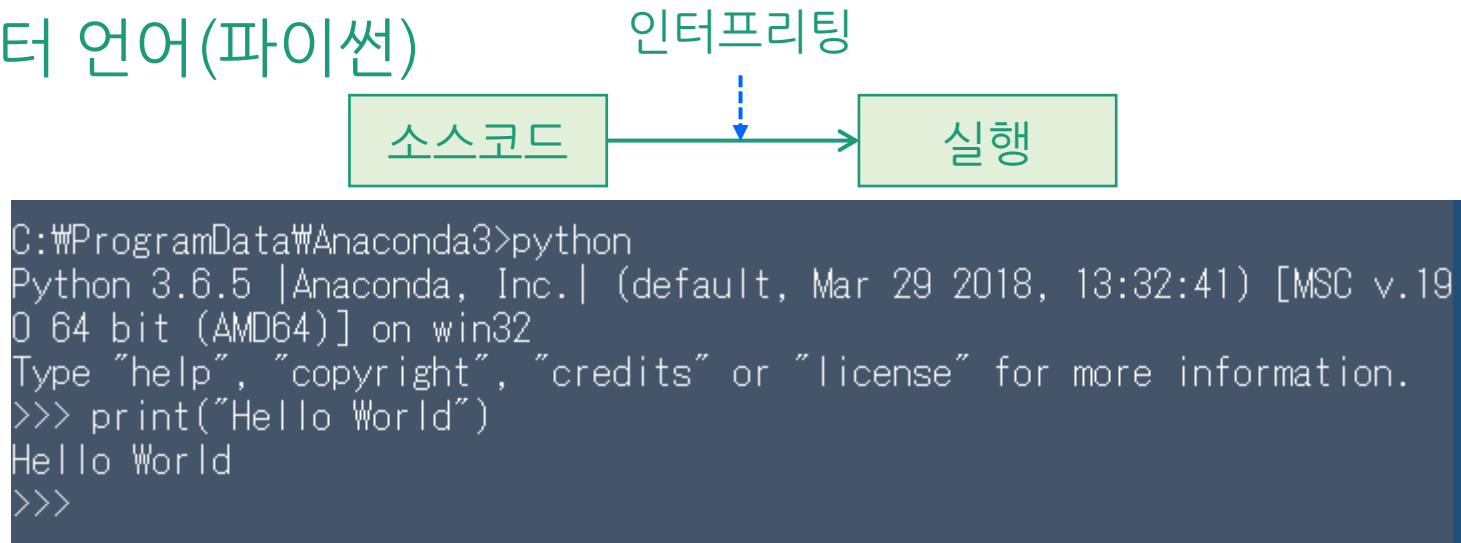 터 언어(파이썬)
인터프리팅
소스코드
실행
C:₩ProgramData₩Anaconda3>python
Python 3.6.5 |Anaconda, Inc.| (default, Mar 29 2018, 13:32:41) [MSC v.19
0 64 bit (AMD64)] on win32
Type "help", "copyright", "credits" or "license" for more information.
>>> print("Hello World")
Hello World
>>>